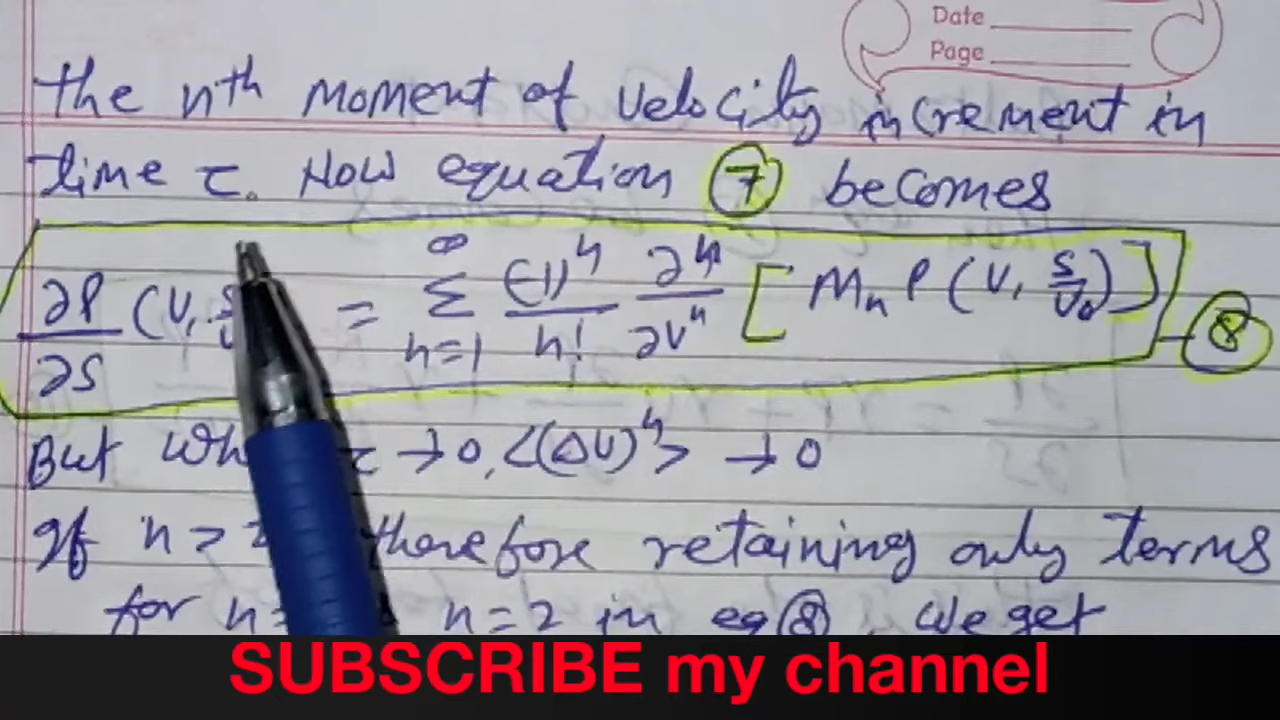 Date
Page
the nth moment of velocity increment in
time τ. Now equation ⑦ becomes
∂P/∂s (v, = ∞ Σ n=1 (-1)^n/n! ∂^n/∂v^n [ Mn P (v, s/v₀) ] - ⑧
But τ → 0, <(Δv)^n> → 0
If n > therefore retaining only terms
for n= n=2 in eq ⑧, we get
SUBSCRIBE my channel